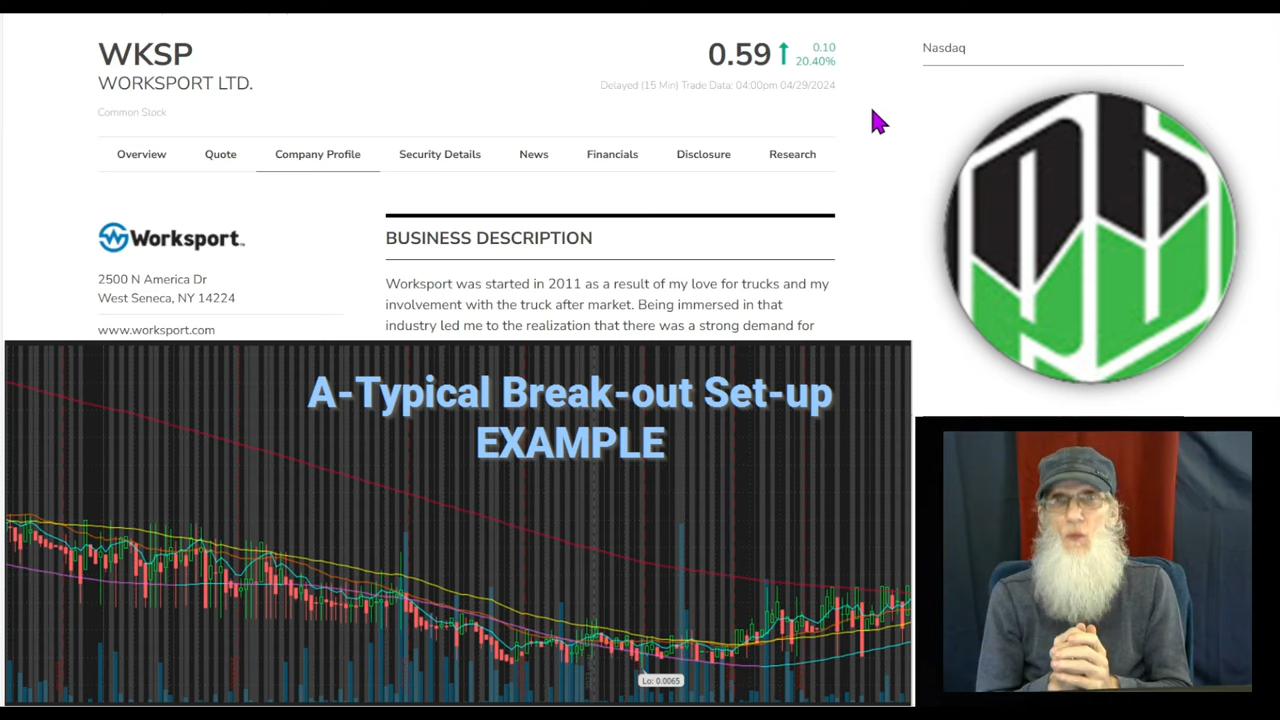 WKSP
WORKSPORT LTD.
Common Stock
0.59
0.10
20.40%
Delayed (15 Min) Trade Data: 04:00pm 04/29/2024
Nasdaq
Overview Quote Company Profile Security Details News Financials Disclosure Research
Worksport
2500 N America Dr
West Seneca, NY 14224
www.worksport.com
BUSINESS DESCRIPTION
Worksport was started in 2011 as a result of my love for trucks and my
involvement with the truck after market. Being immersed in that
industry led me to the realization that there was a strong demand for
A-Typical Break-out Set-up
EXAMPLE
Lo: 0.0065